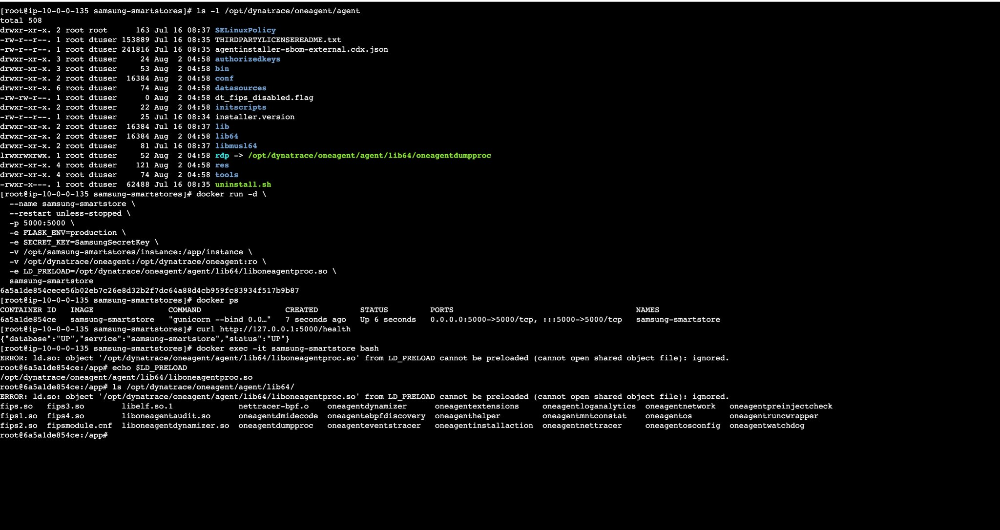 [root@ip-10-0-0-135 samsung-smartstores]# ls -l /opt/dynatrace/oneagent/agent
total 508
drwxr-xr-x. 2 root root      163 Jul 16 08:37 SELinuxPolicy
-rw-r--r--. 1 root dtuser 153889 Jul 16 08:35 THIRDPARTYLICENSEREADME.txt
-rw-r--r--. 1 root dtuser 241816 Jul 16 08:35 agentinstaller-sbom-external.cdx.json
drwxr-xr-x. 3 root dtuser     24 Aug  2 04:58 authorizedkeys
drwxr-xr-x. 3 root dtuser     53 Aug  2 04:58 bin
drwxr-xr-x. 2 root dtuser  16384 Aug  2 04:58 conf
drwxr-xr-x. 6 root dtuser     74 Aug  2 04:58 datasources
-rw-rw-r--. 1 root dtuser      0 Aug  2 04:58 dt_fips_disabled.flag
drwxr-xr-x. 2 root dtuser     22 Aug  2 04:58 initscripts
-rw-r--r--. 1 root dtuser     25 Jul 16 08:34 installer.version
drwxr-xr-x. 2 root dtuser  16384 Jul 16 08:37 lib
drwxr-xr-x. 2 root dtuser  16384 Aug  2 04:58 lib64
drwxr-xr-x. 2 root dtuser     81 Jul 16 08:37 libmusl64
lrwxrwxrwx. 1 root dtuser     52 Aug  2 04:58 rdp -> /opt/dynatrace/oneagent/agent/lib64/oneagentdumpproc
drwxr-xr-x. 4 root dtuser    121 Aug  2 04:58 res
drwxr-xr-x. 4 root dtuser     74 Aug  2 04:58 tools
-rwxr-x---. 1 root dtuser  62488 Jul 16 08:35 uninstall.sh
[root@ip-10-0-0-135 samsung-smartstores]# docker run -d \
  --name samsung-smartstore \
  --restart unless-stopped \
  -p 5000:5000 \
  -e FLASK_ENV=production \
  -e SECRET_KEY=SamsungSecretKey \
  -v /opt/samsung-smartstores/instance:/app/instance \
  -v /opt/dynatrace/oneagent:/opt/dynatrace/oneagent:ro \
  -e LD_PRELOAD=/opt/dynatrace/oneagent/agent/lib64/liboneagentproc.so \
  samsung-smartstore
6a5a1de854cece56b02eb7c26e8d32b2f7dc64a88d4cb959fc83934f517b9b87
[root@ip-10-0-0-135 samsung-smartstores]# docker ps
CONTAINER ID   IMAGE                COMMAND                  CREATED         STATUS         PORTS                                       NAMES
6a5a1de854ce   samsung-smartstore   "gunicorn --bind 0.0…"   7 seconds ago   Up 6 seconds   0.0.0.0:5000->5000/tcp, :::5000->5000/tcp   samsung-smartstore
[root@ip-10-0-0-135 samsung-smartstores]# curl http://127.0.0.1:5000/health
{"database":"UP","service":"samsung-smartstore","status":"UP"}
[root@ip-10-0-0-135 samsung-smartstores]# docker exec -it samsung-smartstore bash
ERROR: ld.so: object '/opt/dynatrace/oneagent/agent/lib64/liboneagentproc.so' from LD_PRELOAD cannot be preloaded (cannot open shared object file): ignored.
root@6a5a1de854ce:/app# echo $LD_PRELOAD
/opt/dynatrace/oneagent/agent/lib64/liboneagentproc.so
root@6a5a1de854ce:/app# ls /opt/dynatrace/oneagent/agent/lib64/
ERROR: ld.so: object '/opt/dynatrace/oneagent/agent/lib64/liboneagentproc.so' from LD_PRELOAD cannot be preloaded (cannot open shared object file): ignored.
fips.so   fips3.so        libelf.so.1              nettracer-bpf.o    oneagentdynamizer      oneagentextensions     oneagentloganalytics  oneagentnetwork   oneagentpreinjectcheck
fips1.so  fips4.so        liboneagentaudit.so      oneagentdmidecode  oneagentebpfdiscovery  oneagenthelper         oneagentmntconstat    oneagentos        oneagentruncwrapper
fips2.so  fipsmodule.cnf  liboneagentdynamizer.so  oneagentdumpproc   oneagenteventstracer   oneagentinstallaction  oneagentnettracer     oneagentosconfig  oneagentwatchdog
root@6a5a1de854ce:/app#